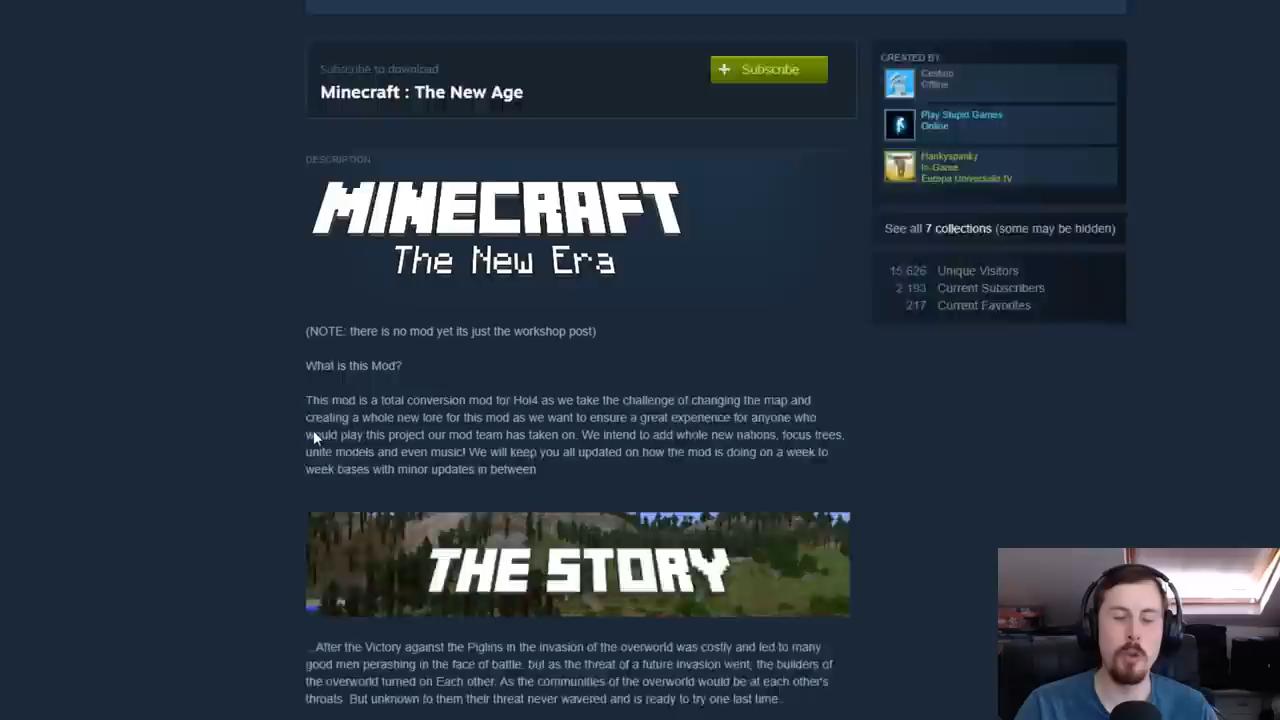 Subscribe to download
Minecraft : The New Age
Subscribe
CREATED BY
Offline
Play Stupid Games
Online
Hankyspanky
In-Game
Europa Universalis IV
See all 7 collections (some may be hidden)
15,626 Unique Visitors
2,193 Current Subscribers
217 Current Favorites
DESCRIPTION
MINECRAFT
The New Era
(NOTE: there is no mod yet its just the workshop post)
What is this Mod?
This mod is a total conversion mod for HoI4 as we take the challenge of changing the map and
creating a whole new lore for this mod as we want to ensure a great experience for anyone who
would play this project our mod team has taken on. We intend to add whole new nations, focus trees,
unite models and even music! We will keep you all updated on how the mod is doing on a week to
week bases with minor updates in between
THE STORY
...After the Victory against the Piglins in the invasion of the overworld was costly and led to many
good men perashing in the face of battle. but as the threat of a future invasion went, the builders of
the overworld turned on Each other. As the communities of the overworld would be at each other's
throats. But unknown to them their threat never wavered and is ready to try one last time..